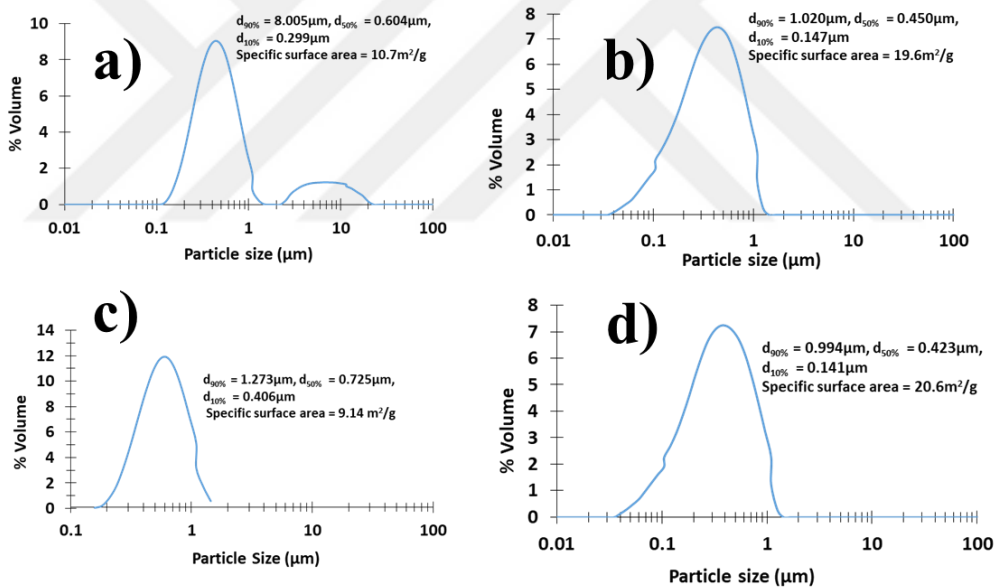 a)
d90% = 8.005µm, d50% = 0.604µm,
d10% = 0.299µm
Specific surface area = 10.7m²/g
10
8
6
4
2
0
% Volume
0.01 0.1 1 10 100
Particle size (µm)
b)
d90% = 1.020µm, d50% = 0.450µm,
d10% = 0.147µm
Specific surface area = 19.6m²/g
8
7
6
5
4
3
2
1
0
% Volume
0.01 0.1 1 10 100
Particle size (µm)
c)
d90% = 1.273µm, d50% = 0.725µm,
d10% = 0.406µm
Specific surface area = 9.14 m²/g
14
12
10
8
6
4
2
0
% Volume
0.1 1 10 100
Particle Size (µm)
d)
d90% = 0.994µm, d50% = 0.423µm,
d10% = 0.141µm
Specific surface area = 20.6m²/g
8
7
6
5
4
3
2
1
0
% Volume
0.01 0.1 1 10 100
Particle size (µm)